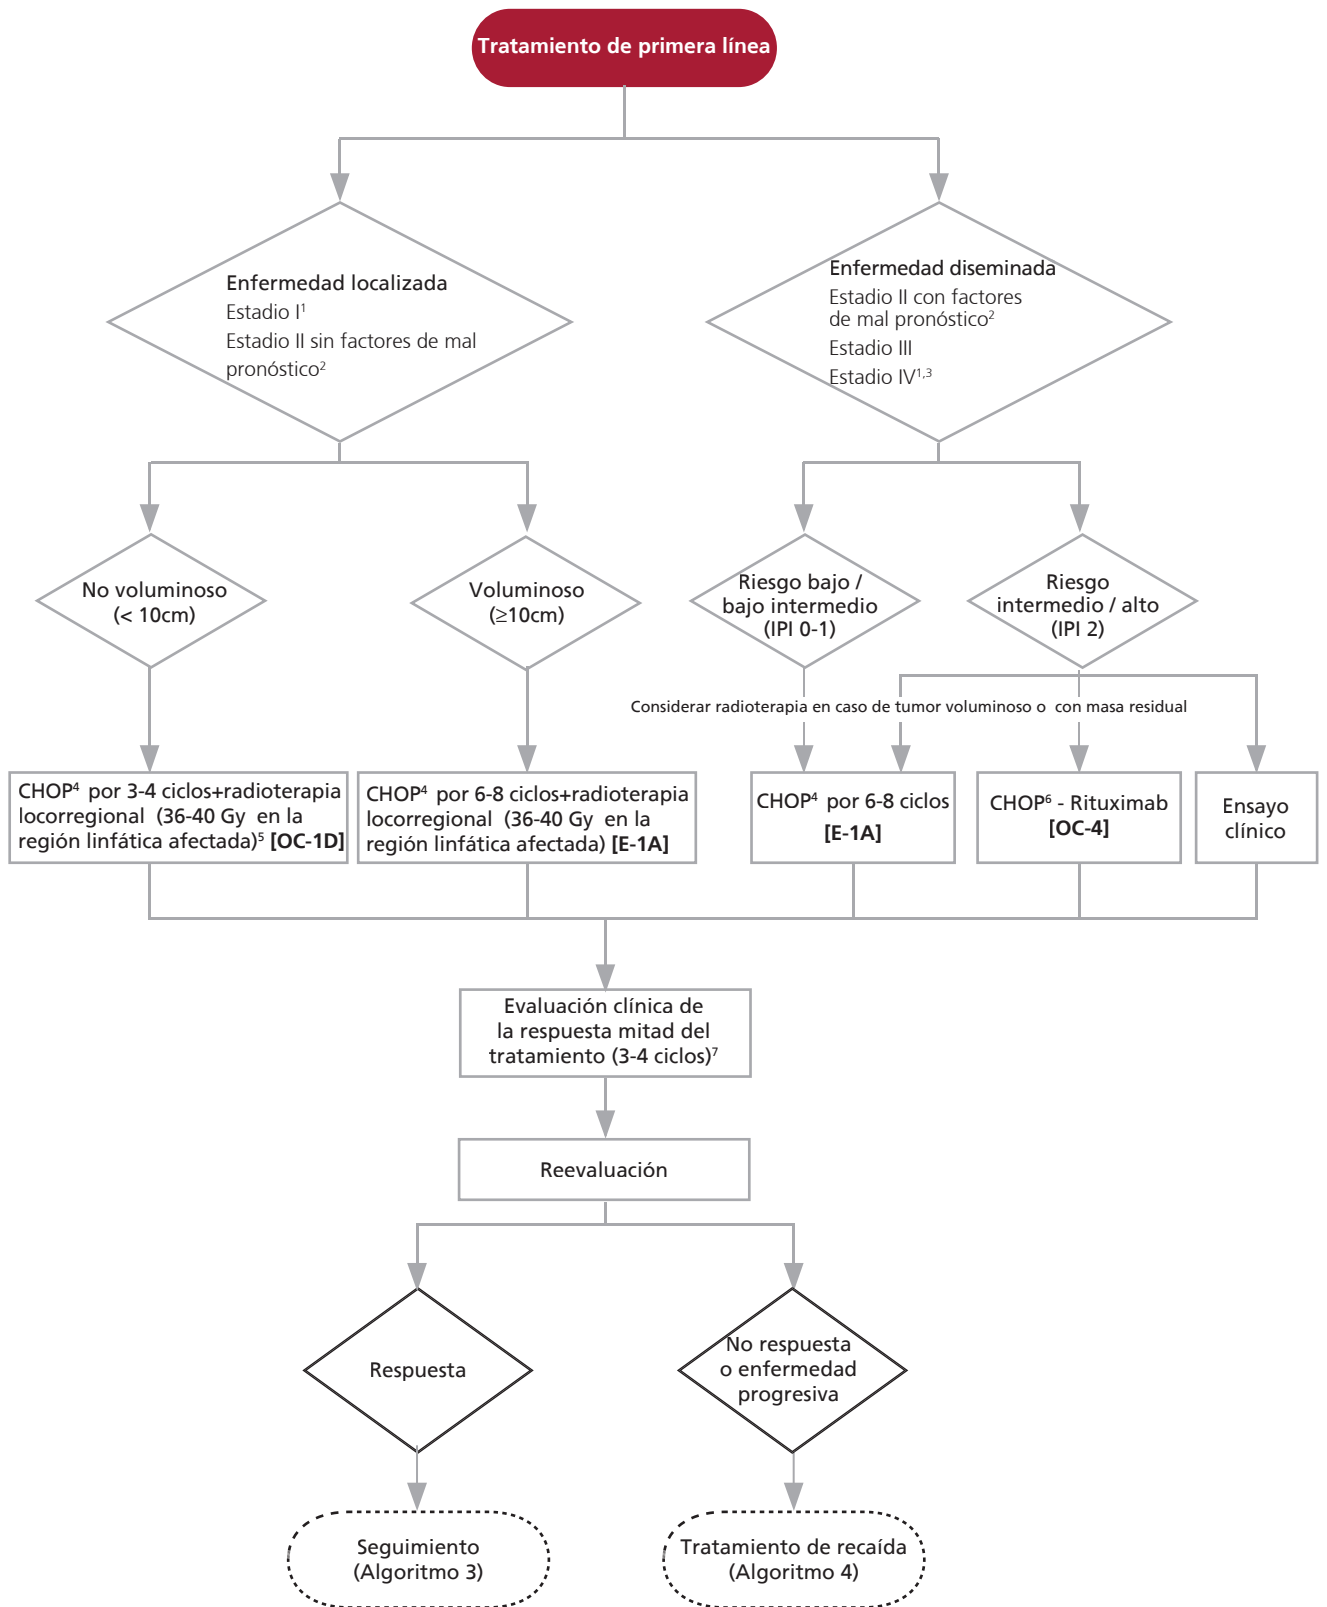 Tratamiento de primera línea
Enfermedad localizada
Estadio I¹
Estadio II sin factores de mal
pronóstico²
Enfermedad diseminada
Estadio II con factores
de mal pronóstico²
Estadio III
Estadio IV¹,³
No voluminoso
(< 10cm)
Voluminoso
(≥10cm)
Riesgo bajo /
bajo intermedio
(IPI 0-1)
Riesgo
intermedio / alto
(IPI 2)
Considerar radioterapia en caso de tumor voluminoso o con masa residual
CHOP⁴ por 3-4 ciclos+radioterapia
locorregional (36-40 Gy en la
región linfática afectada)⁵ [OC-1D]
CHOP⁴ por 6-8 ciclos+radioterapia
locorregional (36-40 Gy en la
región linfática afectada) [E-1A]
CHOP⁴ por 6-8 ciclos
[E-1A]
CHOP⁶ - Rituximab
[OC-4]
Ensayo
clínico
Evaluación clínica de
la respuesta mitad del
tratamiento (3-4 ciclos)⁷
Reevaluación
Respuesta
No respuesta
o enfermedad
progresiva
Seguimiento
(Algoritmo 3)
Tratamiento de recaída
(Algoritmo 4)